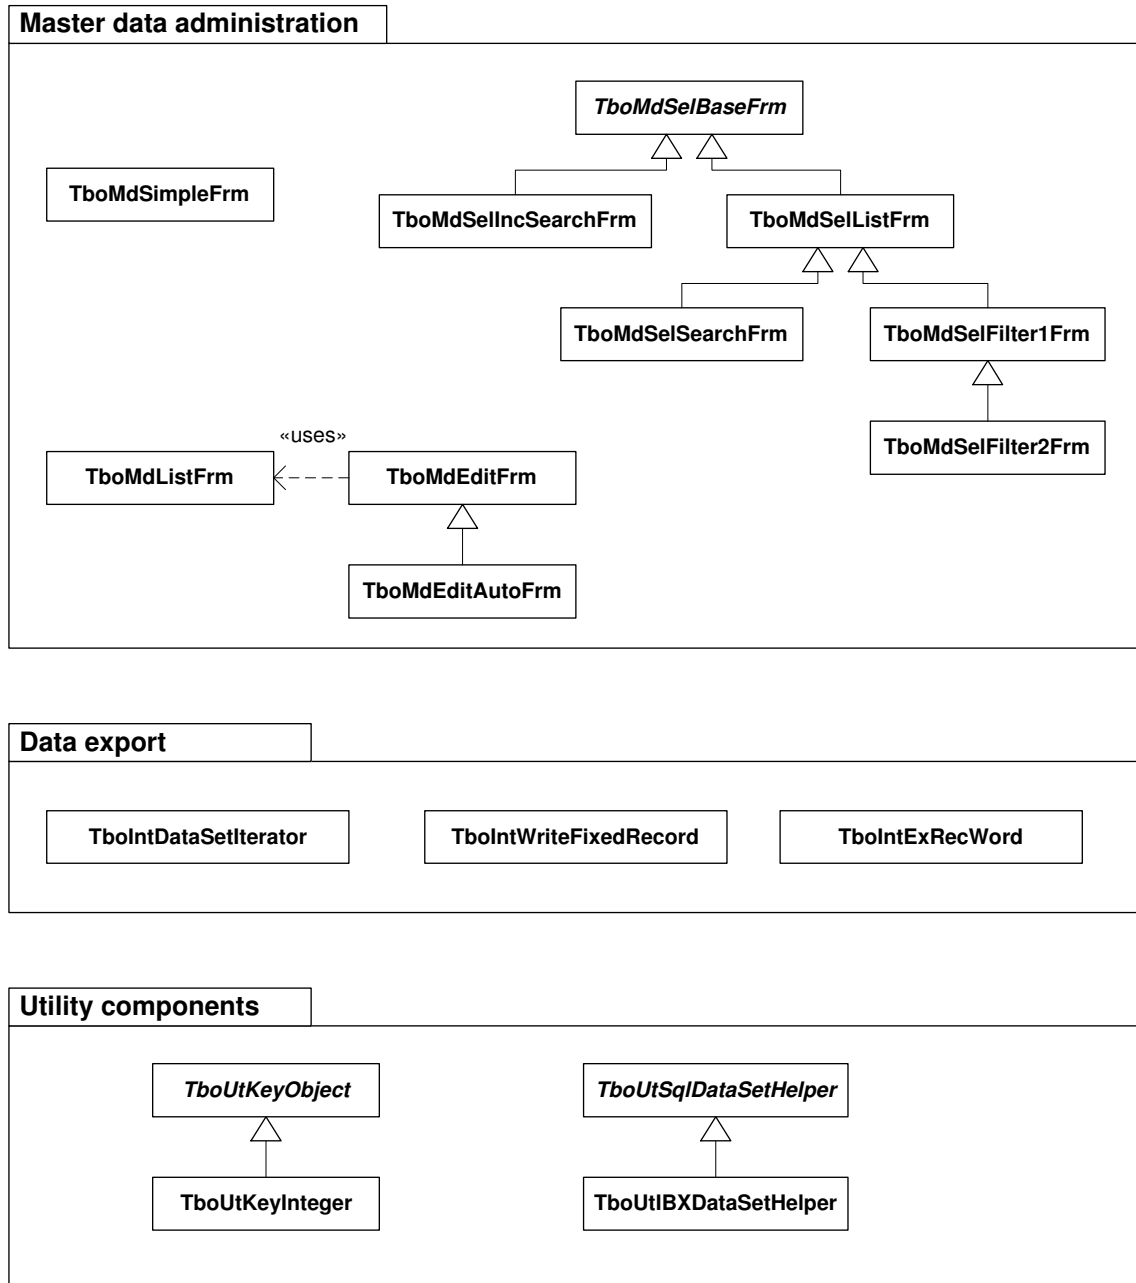 Master data administration
TboMdSelBaseFrm
TboMdSimpleFrm
TboMdSelIncSearchFrm
TboMdSelListFrm
TboMdSelSearchFrm
TboMdSelFilter1Frm
«uses»
TboMdListFrm
TboMdEditFrm
TboMdSelFilter2Frm
TboMdEditAutoFrm
Data export
TboIntDataSetIterator
TboIntWriteFixedRecord
TboIntExRecWord
Utility components
TboUtKeyObject
TboUtSqlDataSetHelper
TboUtKeyInteger
TboUtIBXDataSetHelper